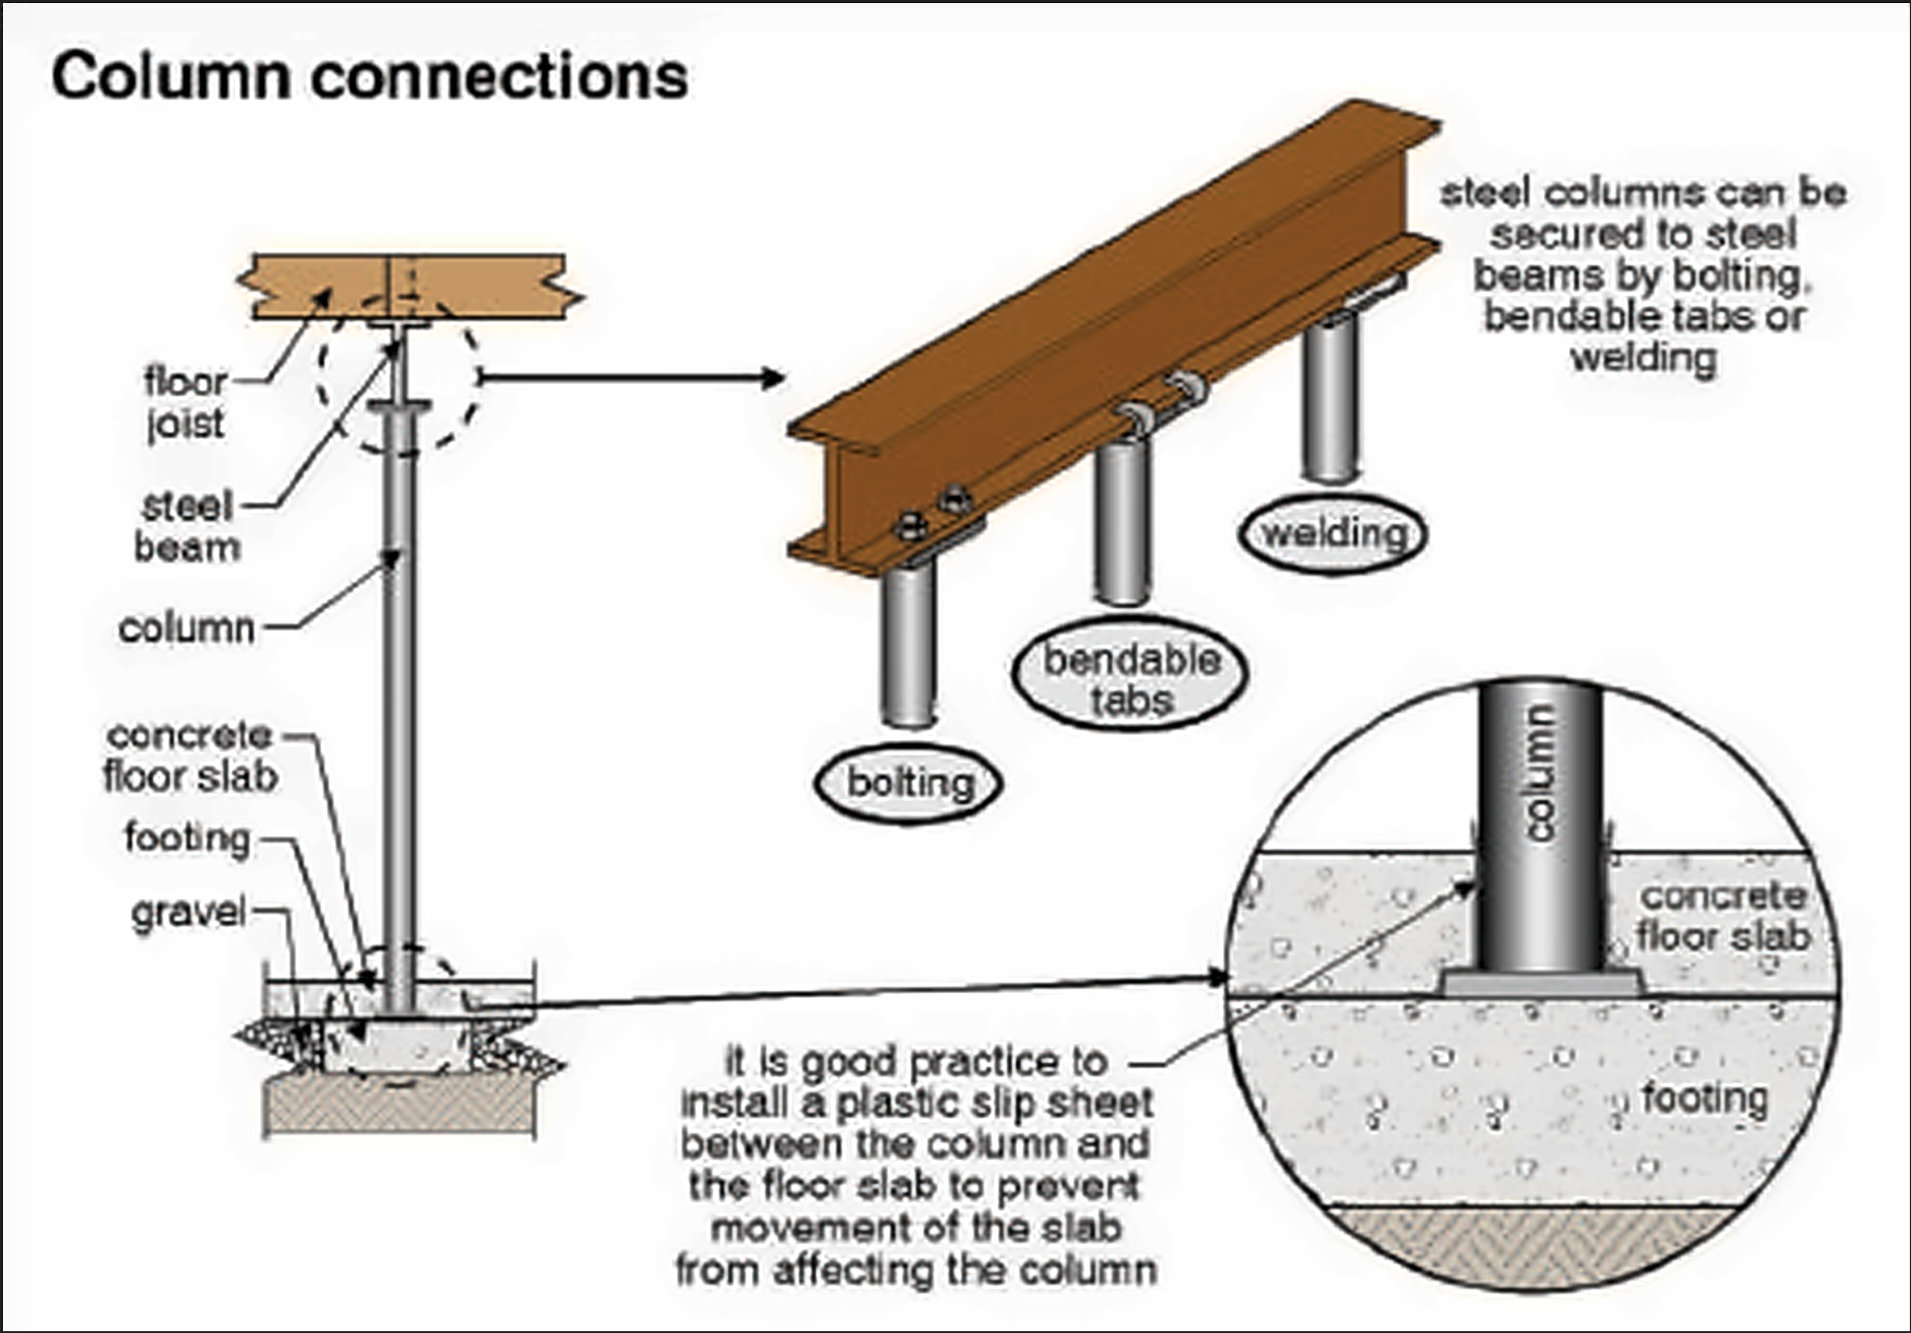 Column connections
steel columns can be
secured to steel
beams by bolting,
bendable tabs or
welding
floor
joist
steel
beam
column
concrete
floor slab
footing
gravel
welding
bendable
tabs
bolting
column
concrete
floor slab
footing
it is good practice to
install a plastic slip sheet
between the column and
the floor slab to prevent
movement of the slab
from affecting the column